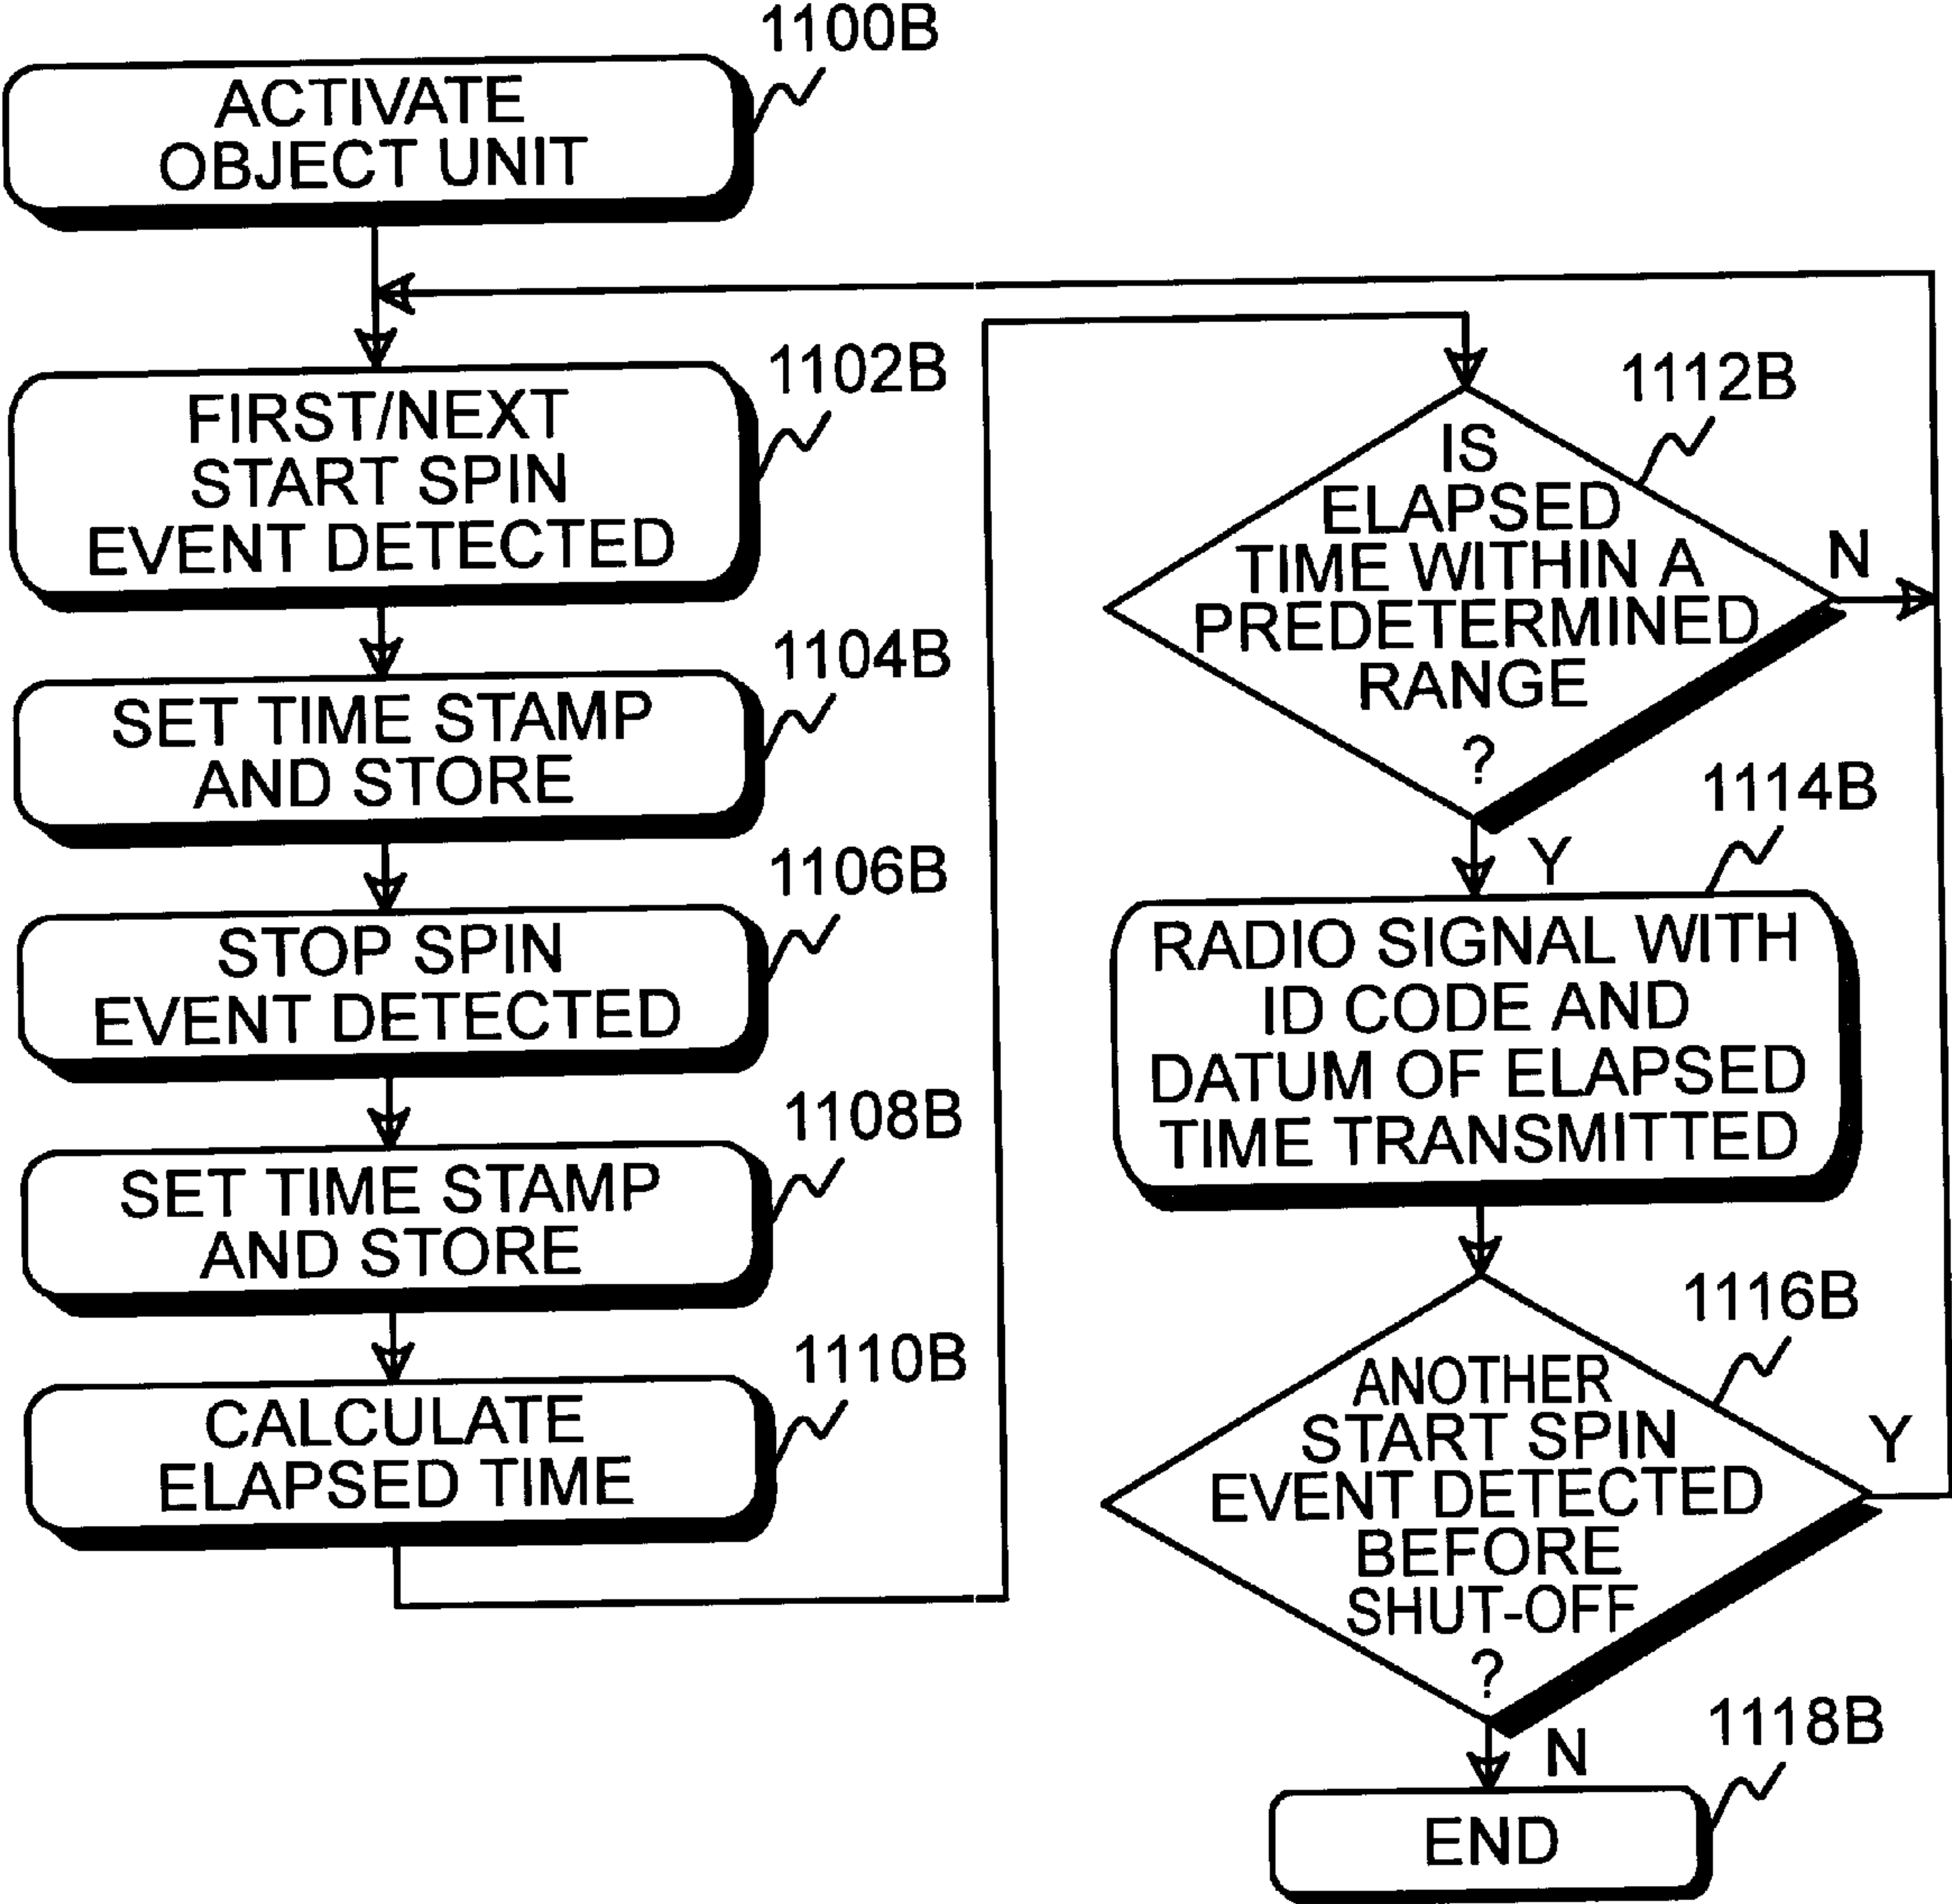 1100B
ACTIVATE
OBJECT UNIT
1102B
FIRST/NEXT
START SPIN
EVENT DETECTED
1104B
SET TIME STAMP
AND STORE
1106B
STOP SPIN
EVENT DETECTED
1108B
SET TIME STAMP
AND STORE
1110B
CALCULATE
ELAPSED TIME
1112B
IS
ELAPSED
TIME WITHIN A
PREDETERMINED
RANGE
?
N
Y
1114B
RADIO SIGNAL WITH
ID CODE AND
DATUM OF ELAPSED
TIME TRANSMITTED
1116B
ANOTHER
START SPIN
EVENT DETECTED
BEFORE
SHUT-OFF
?
Y
N
1118B
END